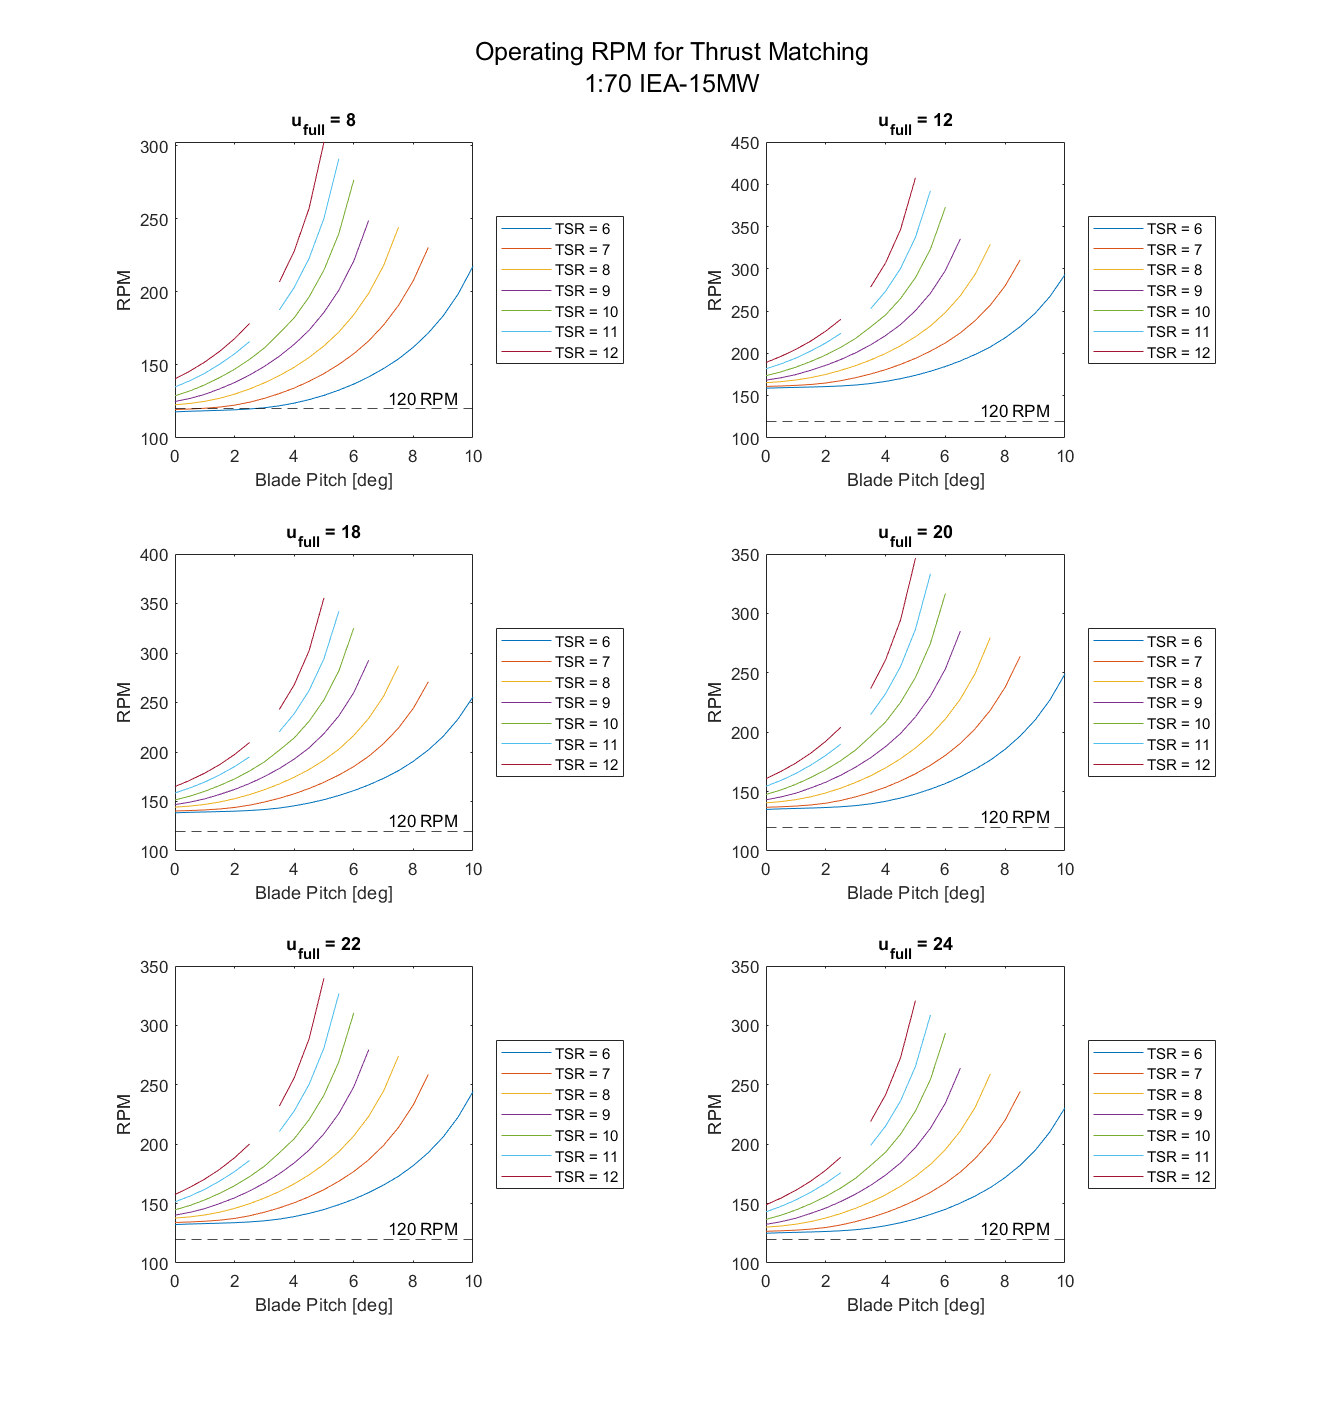 Operating RPM for Thrust Matching
1:70 IEA-15MW
u_full = 8
300
250
200
150
100
RPM
0 2 4 6 8 10
Blade Pitch [deg]
120 RPM
TSR = 6
TSR = 7
TSR = 8
TSR = 9
TSR = 10
TSR = 11
TSR = 12
u_full = 12
450
400
350
300
250
200
150
100
RPM
0 2 4 6 8 10
Blade Pitch [deg]
120 RPM
TSR = 6
TSR = 7
TSR = 8
TSR = 9
TSR = 10
TSR = 11
TSR = 12
u_full = 18
400
350
300
250
200
150
100
RPM
0 2 4 6 8 10
Blade Pitch [deg]
120 RPM
TSR = 6
TSR = 7
TSR = 8
TSR = 9
TSR = 10
TSR = 11
TSR = 12
u_full = 20
350
300
250
200
150
100
RPM
0 2 4 6 8 10
Blade Pitch [deg]
120 RPM
TSR = 6
TSR = 7
TSR = 8
TSR = 9
TSR = 10
TSR = 11
TSR = 12
u_full = 22
350
300
250
200
150
100
RPM
0 2 4 6 8 10
Blade Pitch [deg]
120 RPM
TSR = 6
TSR = 7
TSR = 8
TSR = 9
TSR = 10
TSR = 11
TSR = 12
u_full = 24
350
300
250
200
150
100
RPM
0 2 4 6 8 10
Blade Pitch [deg]
120 RPM
TSR = 6
TSR = 7
TSR = 8
TSR = 9
TSR = 10
TSR = 11
TSR = 12